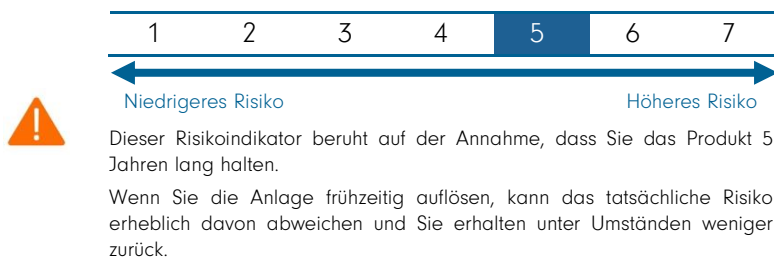 1 2 3 4 5 6 7
Niedrigeres Risiko Höheres Risiko
Dieser Risikoindikator beruht auf der Annahme, dass Sie das Produkt 5
Jahren lang halten.
Wenn Sie die Anlage frühzeitig auflösen, kann das tatsächliche Risiko
erheblich davon abweichen und Sie erhalten unter Umständen weniger
zurück.